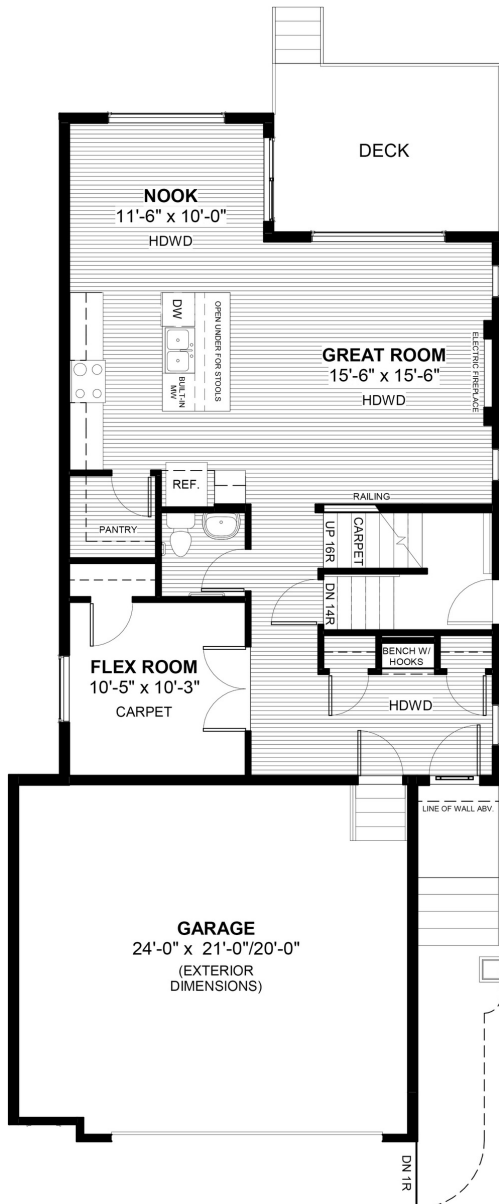 DECK
NOOK
11'-6" x 10'-0"
HDWD
DW
OPEN UNDER FOR STOOLS
BUILT-IN
MW
GREAT ROOM
15'-6" x 15'-6"
HDWD
ELECTRIC FIREPLACE
REF.
PANTRY
RAILING
UP 16R
CARPET
DN 14R
BENCH W/
HOOKS
FLEX ROOM
10'-5" x 10'-3"
CARPET
HDWD
LINE OF WALL ABV.
GARAGE
24'-0" x 21'-0"/20'-0"
(EXTERIOR
DIMENSIONS)
DN 1R